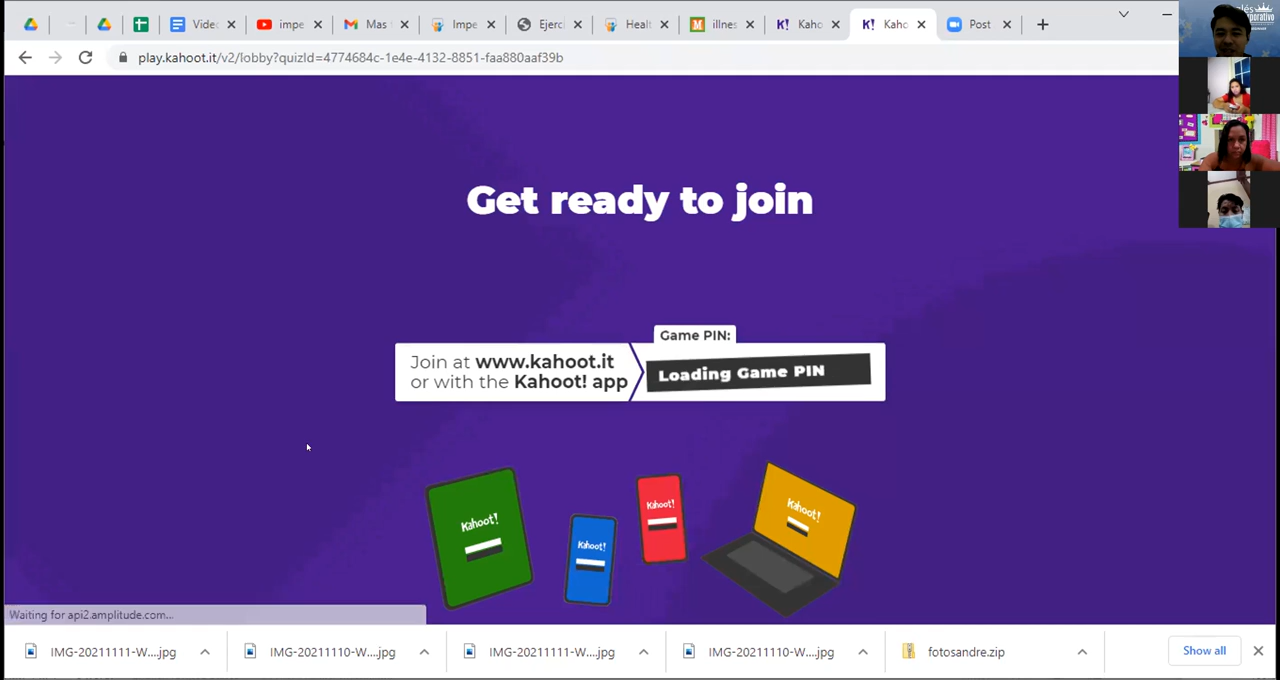 Videc
impe
Mas
Impe
Ejerc
Healt
illnes
Kaho
Kaho
Post
play.kahoot.it/v2/lobby?quizId=4774684c-1e4e-4132-8851-faa880aaf39b
Get ready to join
Game PIN:
Join at www.kahoot.it
or with the Kahoot! app
Loading Game PIN
Kahoot!
Kahoot!
Kahoot!
Kahoot!
Waiting for api2.amplitude.com...
IMG-20211111-W....jpg
IMG-20211110-W....jpg
IMG-20211111-W....jpg
IMG-20211110-W....jpg
fotosandre.zip
Show all